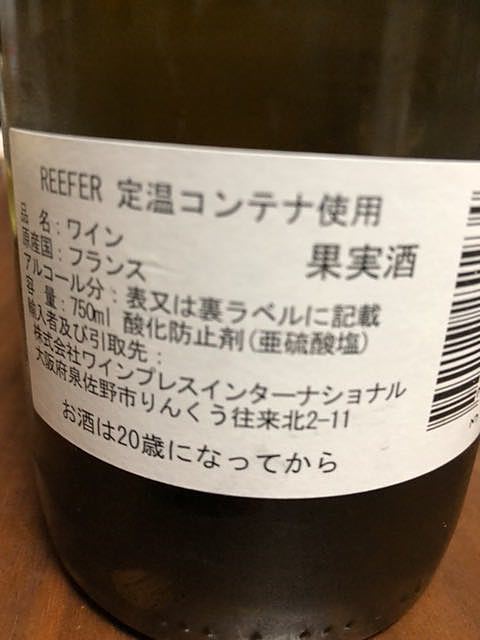 REEFER 定温コンテナ使用
品 名：ワイン
果実酒
原産国：フランス
アルコール分：表又は裏ラベルに記載
容 量：750ml 酸化防止剤(亜硫酸塩)
輸入者及び引取先：
株式会社ワインプレスインターナショナル
大阪府泉佐野市りんくう往来北2-11
お酒は20歳になってから